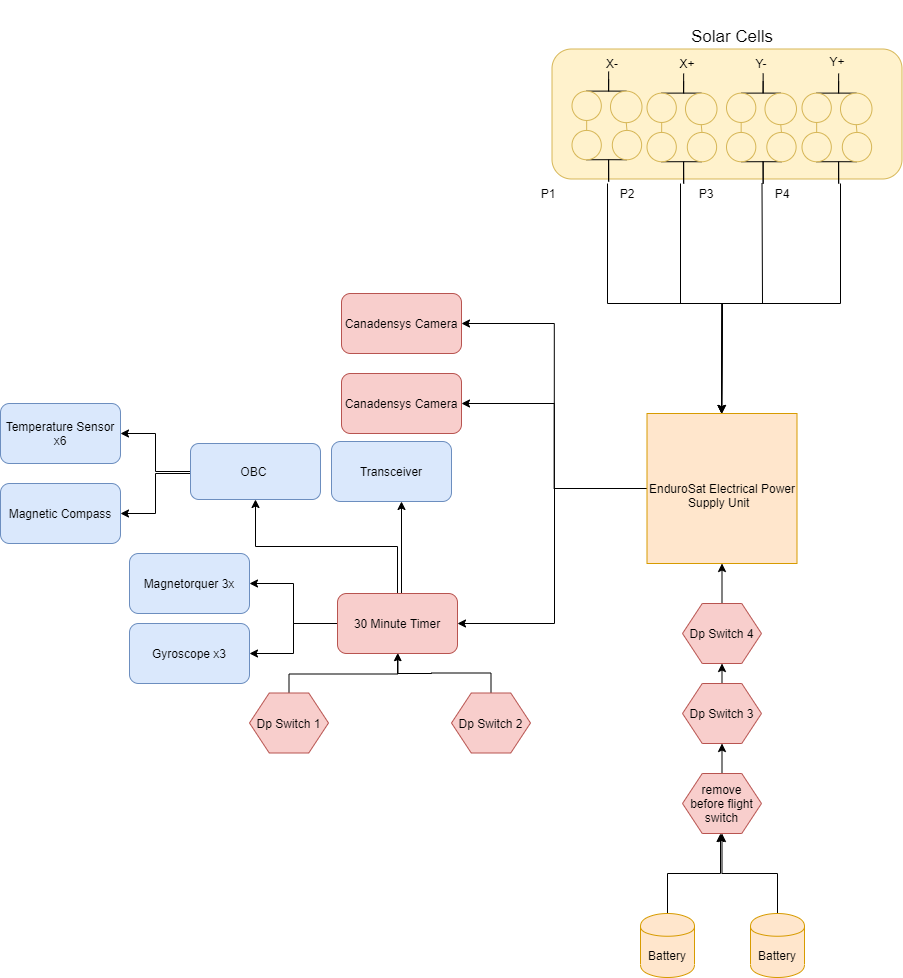 Solar Cells
X-
X+
Y-
Y+
P1
P2
P3
P4
Canadensys Camera
Canadensys Camera
Temperature Sensor
x6
OBC
Transceiver
Magnetic Compass
EnduroSat Electrical Power
Supply Unit
Magnetorquer 3x
30 Minute Timer
Gyroscope x3
Dp Switch 4
Dp Switch 1
Dp Switch 2
Dp Switch 3
remove
before flight
switch
Battery
Battery